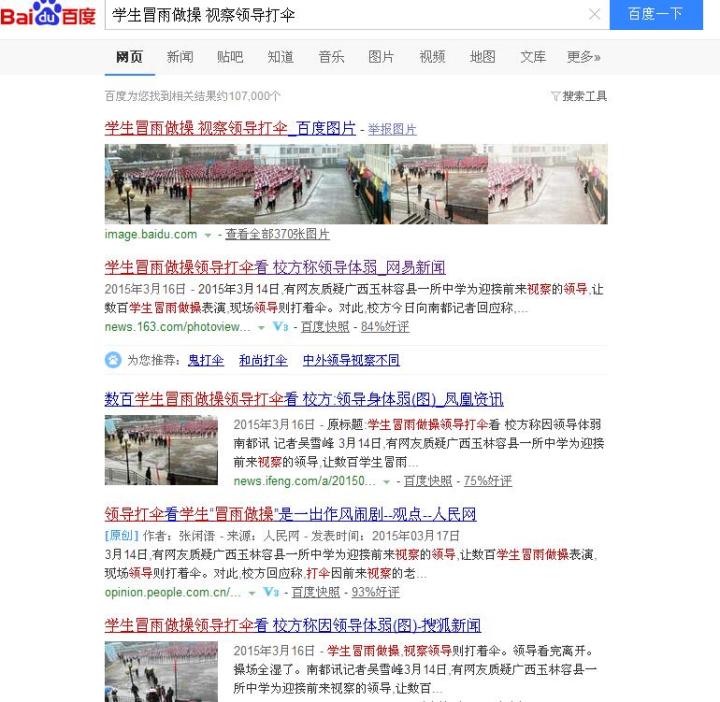 Bai du 百度 学生冒雨做操 视察领导打伞 百度一下
网页 新闻 贴吧 知道 音乐 图片 视频 地图 文库 更多»
百度为您找到相关结果约107,000个 搜索工具
学生冒雨做操 视察领导打伞_百度图片 - 举报图片
image.baidu.com - 查看全部370张图片
学生冒雨做操领导打伞看 校方称领导体弱_网易新闻
2015年3月16日 - 2015年3月14日,有网友质疑广西玉林容县一所中学为迎接前来视察的领导,让
数百学生冒雨做操表演,现场领导则打着伞。对此,校方今日向南都记者回应称,...
news.163.com/photoview... V3 - 百度快照 - 84%好评
为您推荐: 鬼打伞 和尚打伞 中外领导视察不同
数百学生冒雨做操领导打伞看 校方:领导身体弱(图)_凤凰资讯
2015年3月16日 - 原标题:学生冒雨做操领导打伞看 校方称因领导体弱
南都讯 记者吴雪峰 3月14日,有网友质疑广西玉林容县一所中学为迎接
前来视察的领导,让数百学生冒雨...
news.ifeng.com/a/20150... - 百度快照 - 75%好评
领导打伞看学生“冒雨做操”是一出作风闹剧--观点--人民网
[原创] 作者：张闲语 - 来源：人民网 - 发表时间：2015年03月17日
3月14日,有网友质疑广西玉林容县一所中学为迎接前来视察的领导,让数百学生冒雨做操表演,
现场领导则打着伞。对此,校方回应称,打伞因前来视察的老...
opinion.people.com.cn/... V3 - 百度快照 - 93%好评
学生冒雨做操领导打伞看 校方称因领导体弱(图)-搜狐新闻
2015年3月16日 - 学生冒雨做操,视察领导则打着伞。领导看完离开。
操场全湿了。南都讯记者吴雪峰3月14日,有网友质疑广西玉林容县一
所中学为迎接前来视察的领导,让数百...